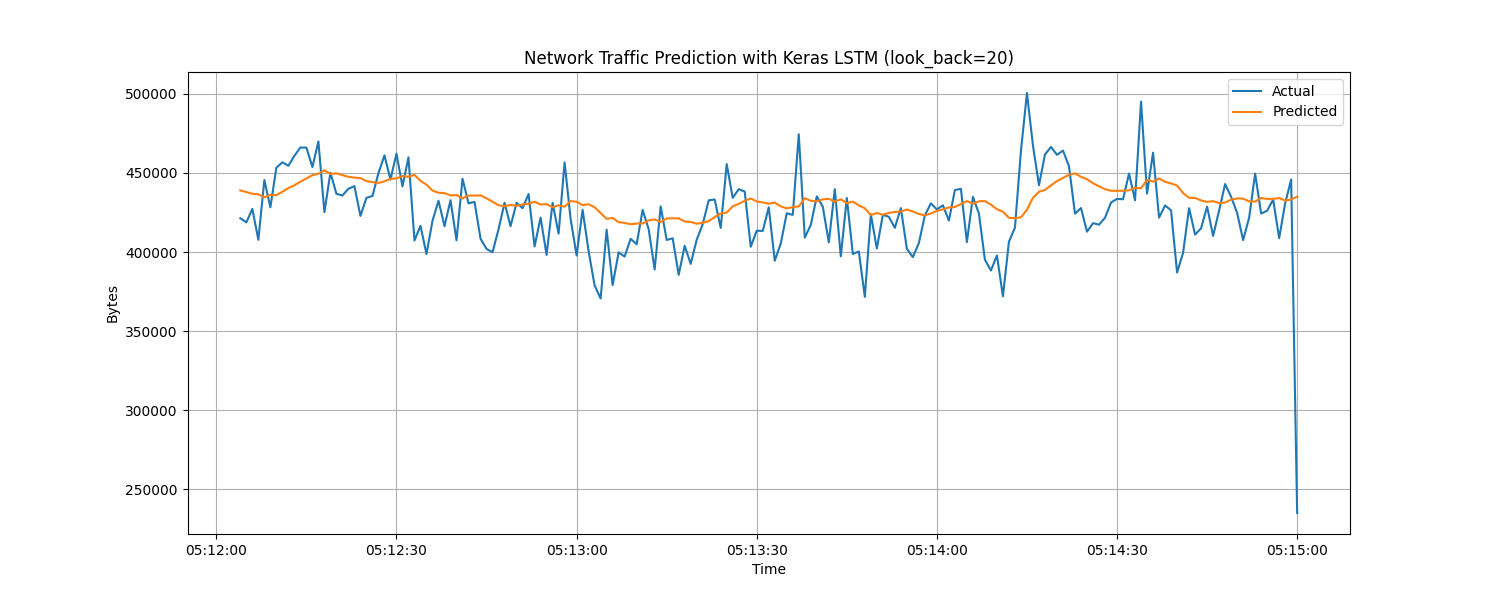 Network Traffic Prediction with Keras LSTM (look_back=20)
Actual
Predicted
500000
450000
400000
350000
300000
250000
Bytes
05:12:00 05:12:30 05:13:00 05:13:30 05:14:00 05:14:30 05:15:00
Time